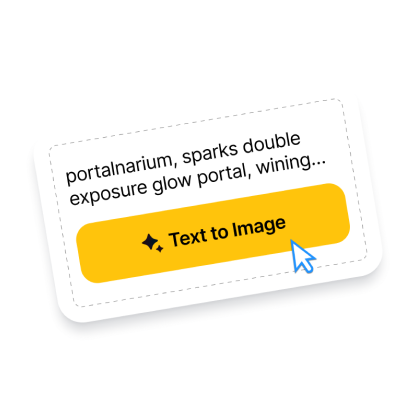 portalnarium, sparks double
exposure glow portal, wining...
Text to Image